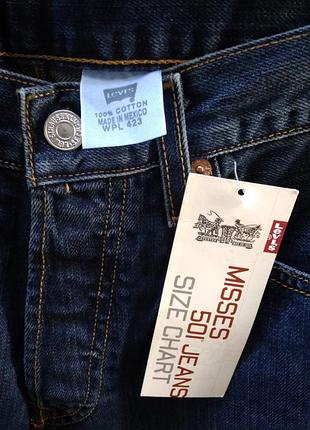 Levi's
100% COTTON
MADE IN MEXICO
WPL 423
LEVI'S
MISSES
501® JEANS
SIZE CHART